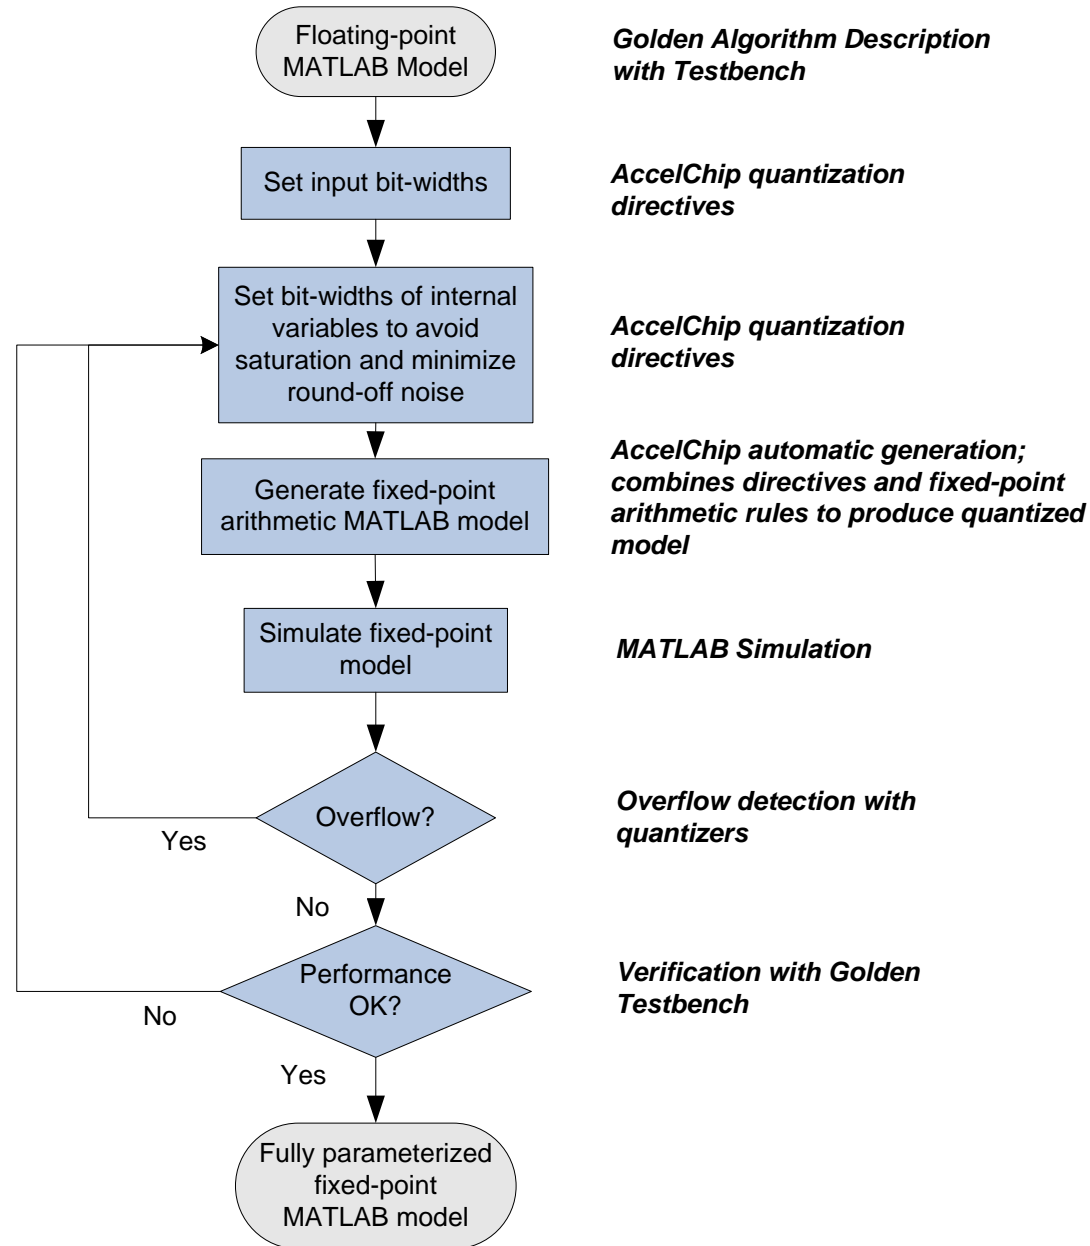 Floating-point
MATLAB Model
Golden Algorithm Description
with Testbench
Set input bit-widths
AccelChip quantization
directives
Set bit-widths of internal
variables to avoid
saturation and minimize
round-off noise
AccelChip quantization
directives
Generate fixed-point
arithmetic MATLAB model
AccelChip automatic generation;
combines directives and fixed-point
arithmetic rules to produce quantized
model
Simulate fixed-point
model
MATLAB Simulation
Overflow?
Yes
No
Overflow detection with
quantizers
Performance
OK?
No
Yes
Verification with Golden
Testbench
Fully parameterized
fixed-point
MATLAB model